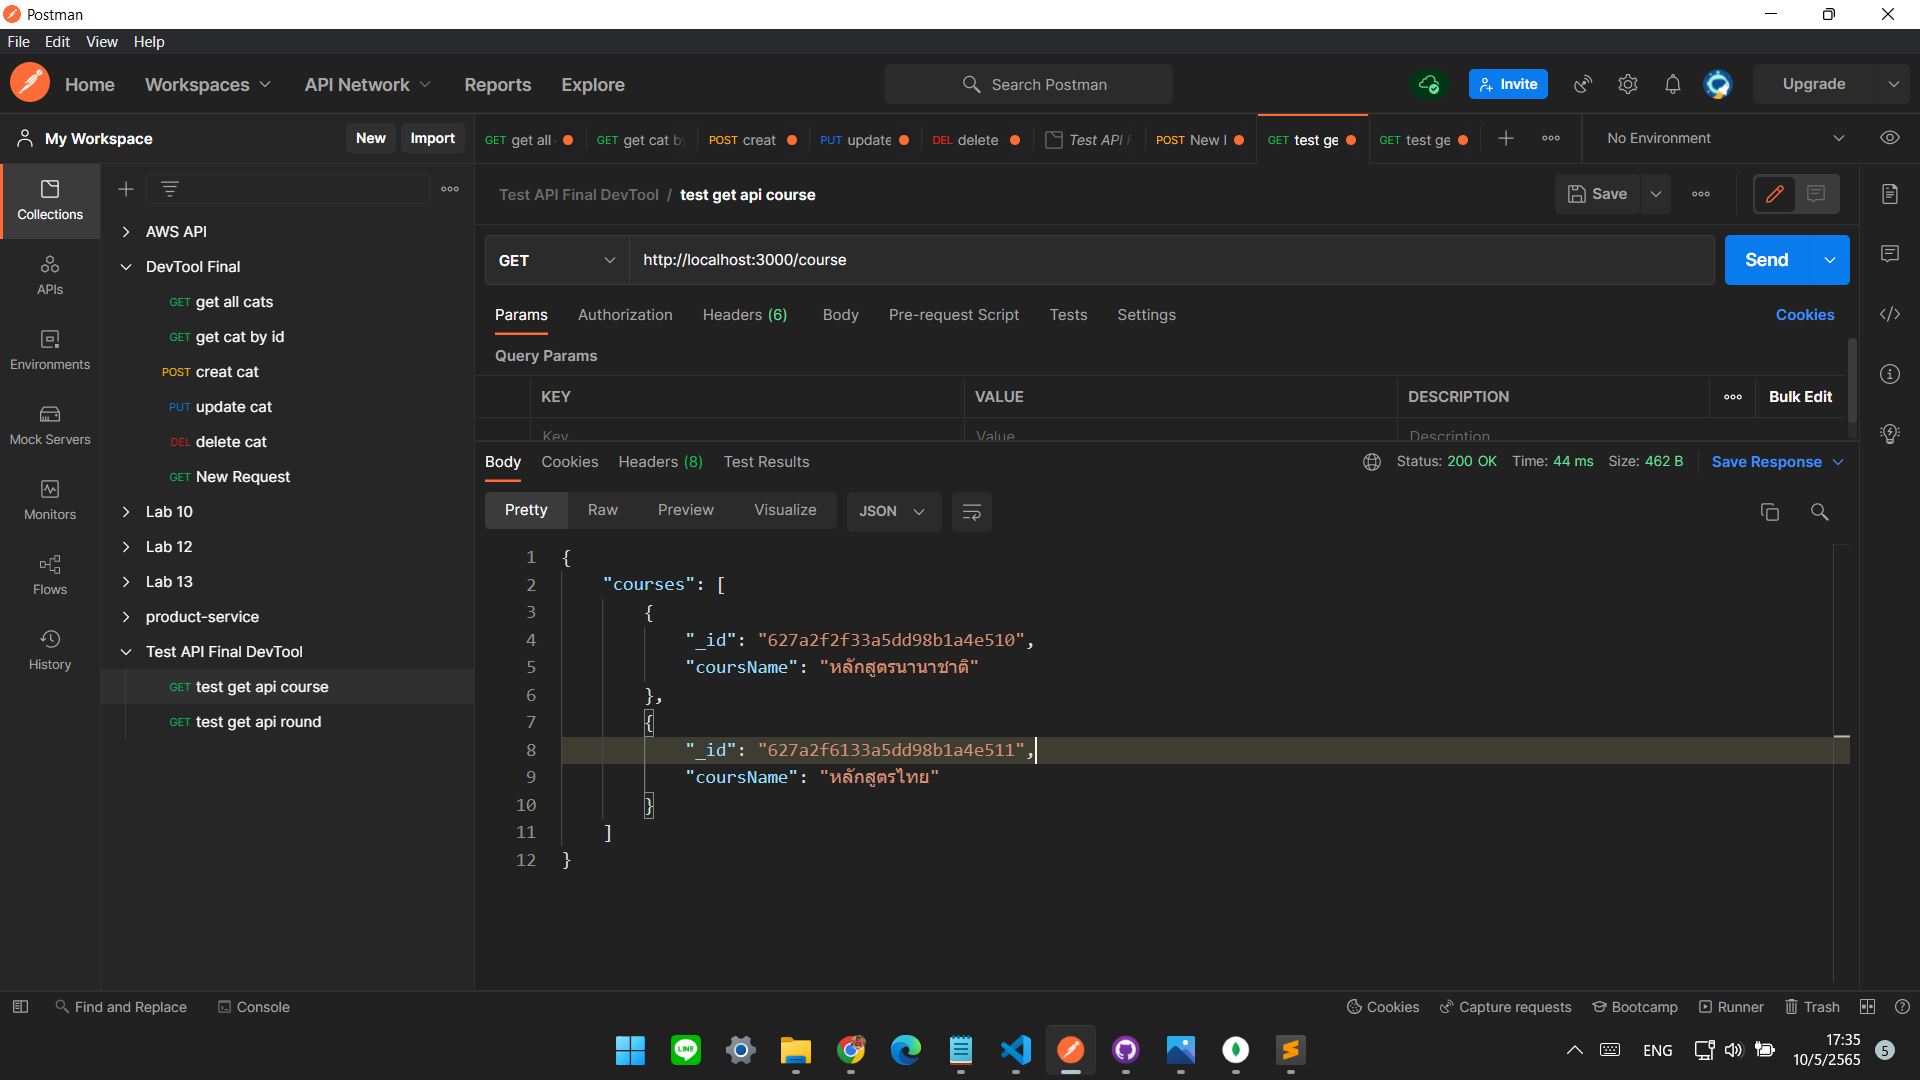 Postman
File Edit View Help
Home Workspaces API Network Reports Explore Search Postman Invite Upgrade
My Workspace New Import
GET get all GET get cat by POST creat PUT update DEL delete Test API POST New GET test ge GET test ge No Environment
Collections
APIs
Environments
Mock Servers
Monitors
Flows
History
AWS API
DevTool Final
GET get all cats
GET get cat by id
POST creat cat
PUT update cat
DEL delete cat
GET New Request
Lab 10
Lab 12
Lab 13
product-service
Test API Final DevTool
GET test get api course
GET test get api round
Test API Final DevTool / test get api course Save
GET http://localhost:3000/course Send
Params Authorization Headers (6) Body Pre-request Script Tests Settings Cookies
Query Params
KEY VALUE DESCRIPTION Bulk Edit
Key Value Description
Body Cookies Headers (8) Test Results Status: 200 OK Time: 44 ms Size: 462 B Save Response
Pretty Raw Preview Visualize JSON
1 {
2 "courses": [
3 {
4 "_id": "627a2f2f33a5dd98b1a4e510",
5 "coursName": "หลักสูตรนานาชาติ"
6 },
7 {
8 "_id": "627a2f6133a5dd98b1a4e511",
9 "coursName": "หลักสูตรไทย"
10 }
11 ]
12 }
Find and Replace Console Cookies Capture requests Bootcamp Runner Trash
LINE ENG 17:35
10/5/2565 5